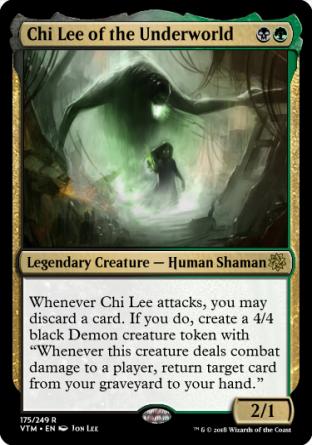 Chi Lee of the Underworld
Legendary Creature — Human Shaman
Whenever Chi Lee attacks, you may
discard a card. If you do, create a 4/4
black Demon creature token with
“Whenever this creature deals combat
damage to a player, return target card
from your graveyard to your hand.”
2/1
175/249 R
VTM • EN Jon Lee
™ & © 2018 Wizards of the Coast